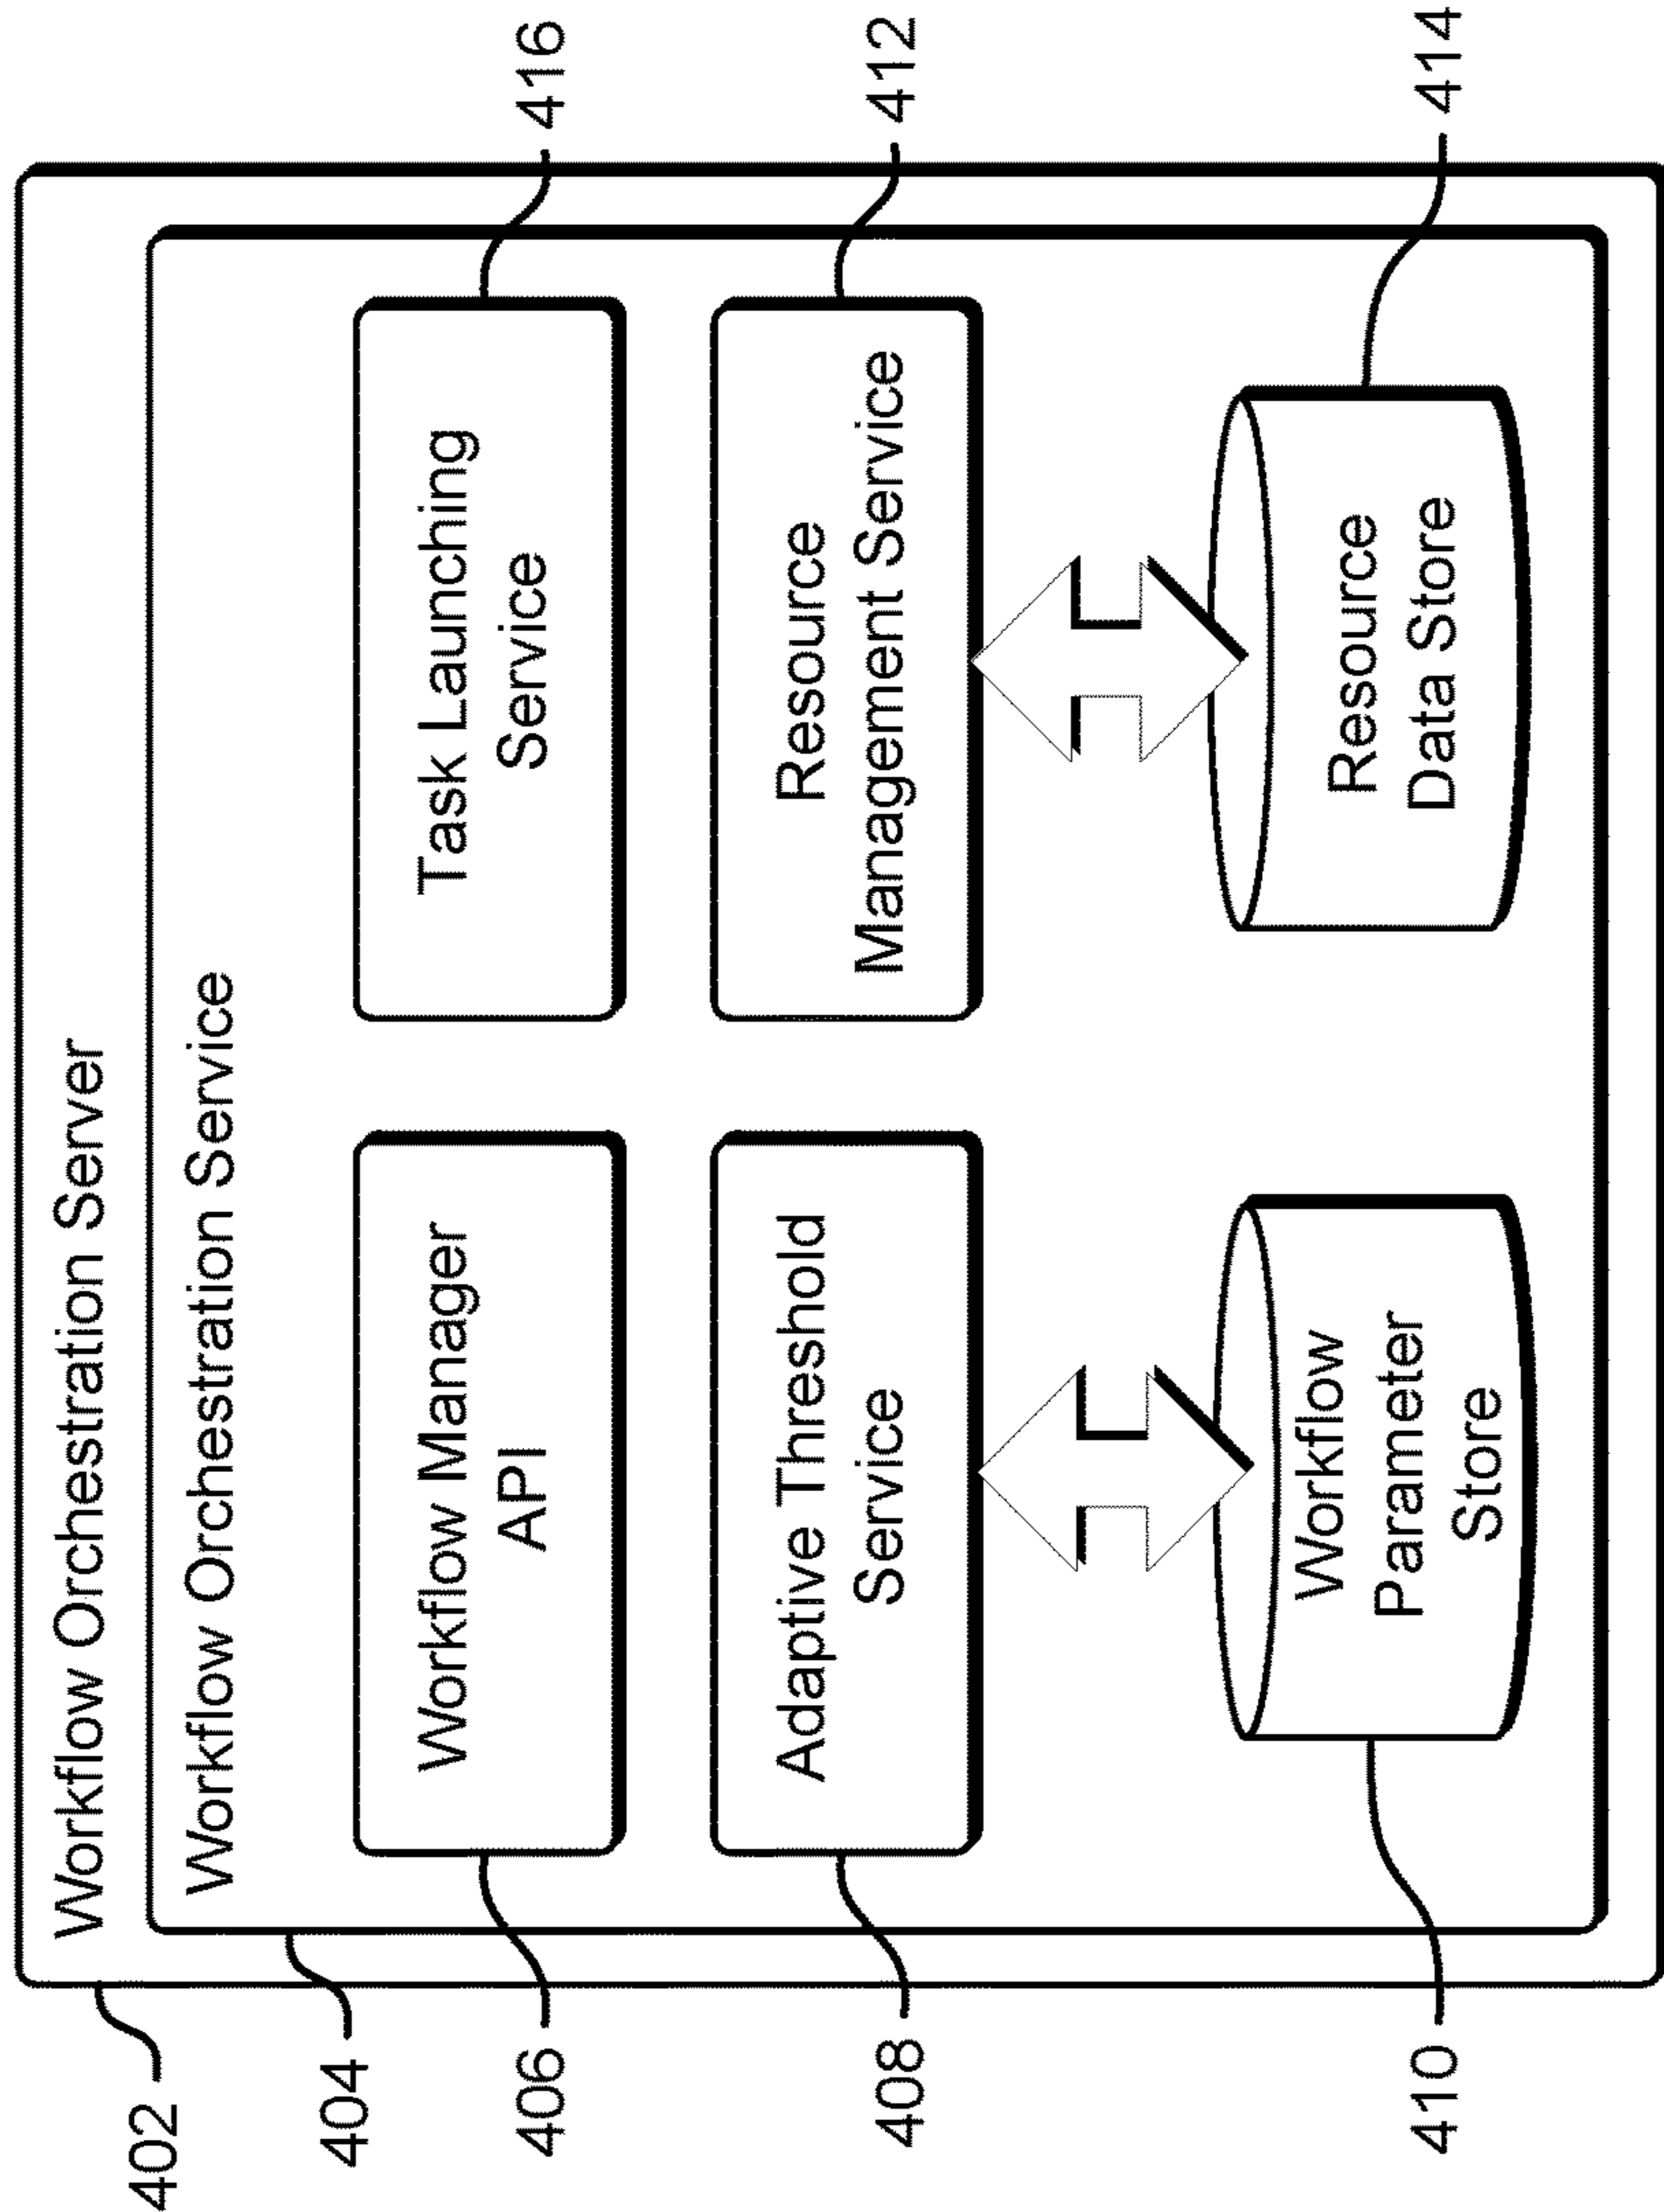 Workflow Orchestration Server
Workflow Orchestration Service
Workflow Manager
API
Task Launching
Service
Adaptive Threshold
Service
Resource
Management Service
Workflow
Parameter
Store
Resource
Data Store
402
404
406
408
410
416
412
414